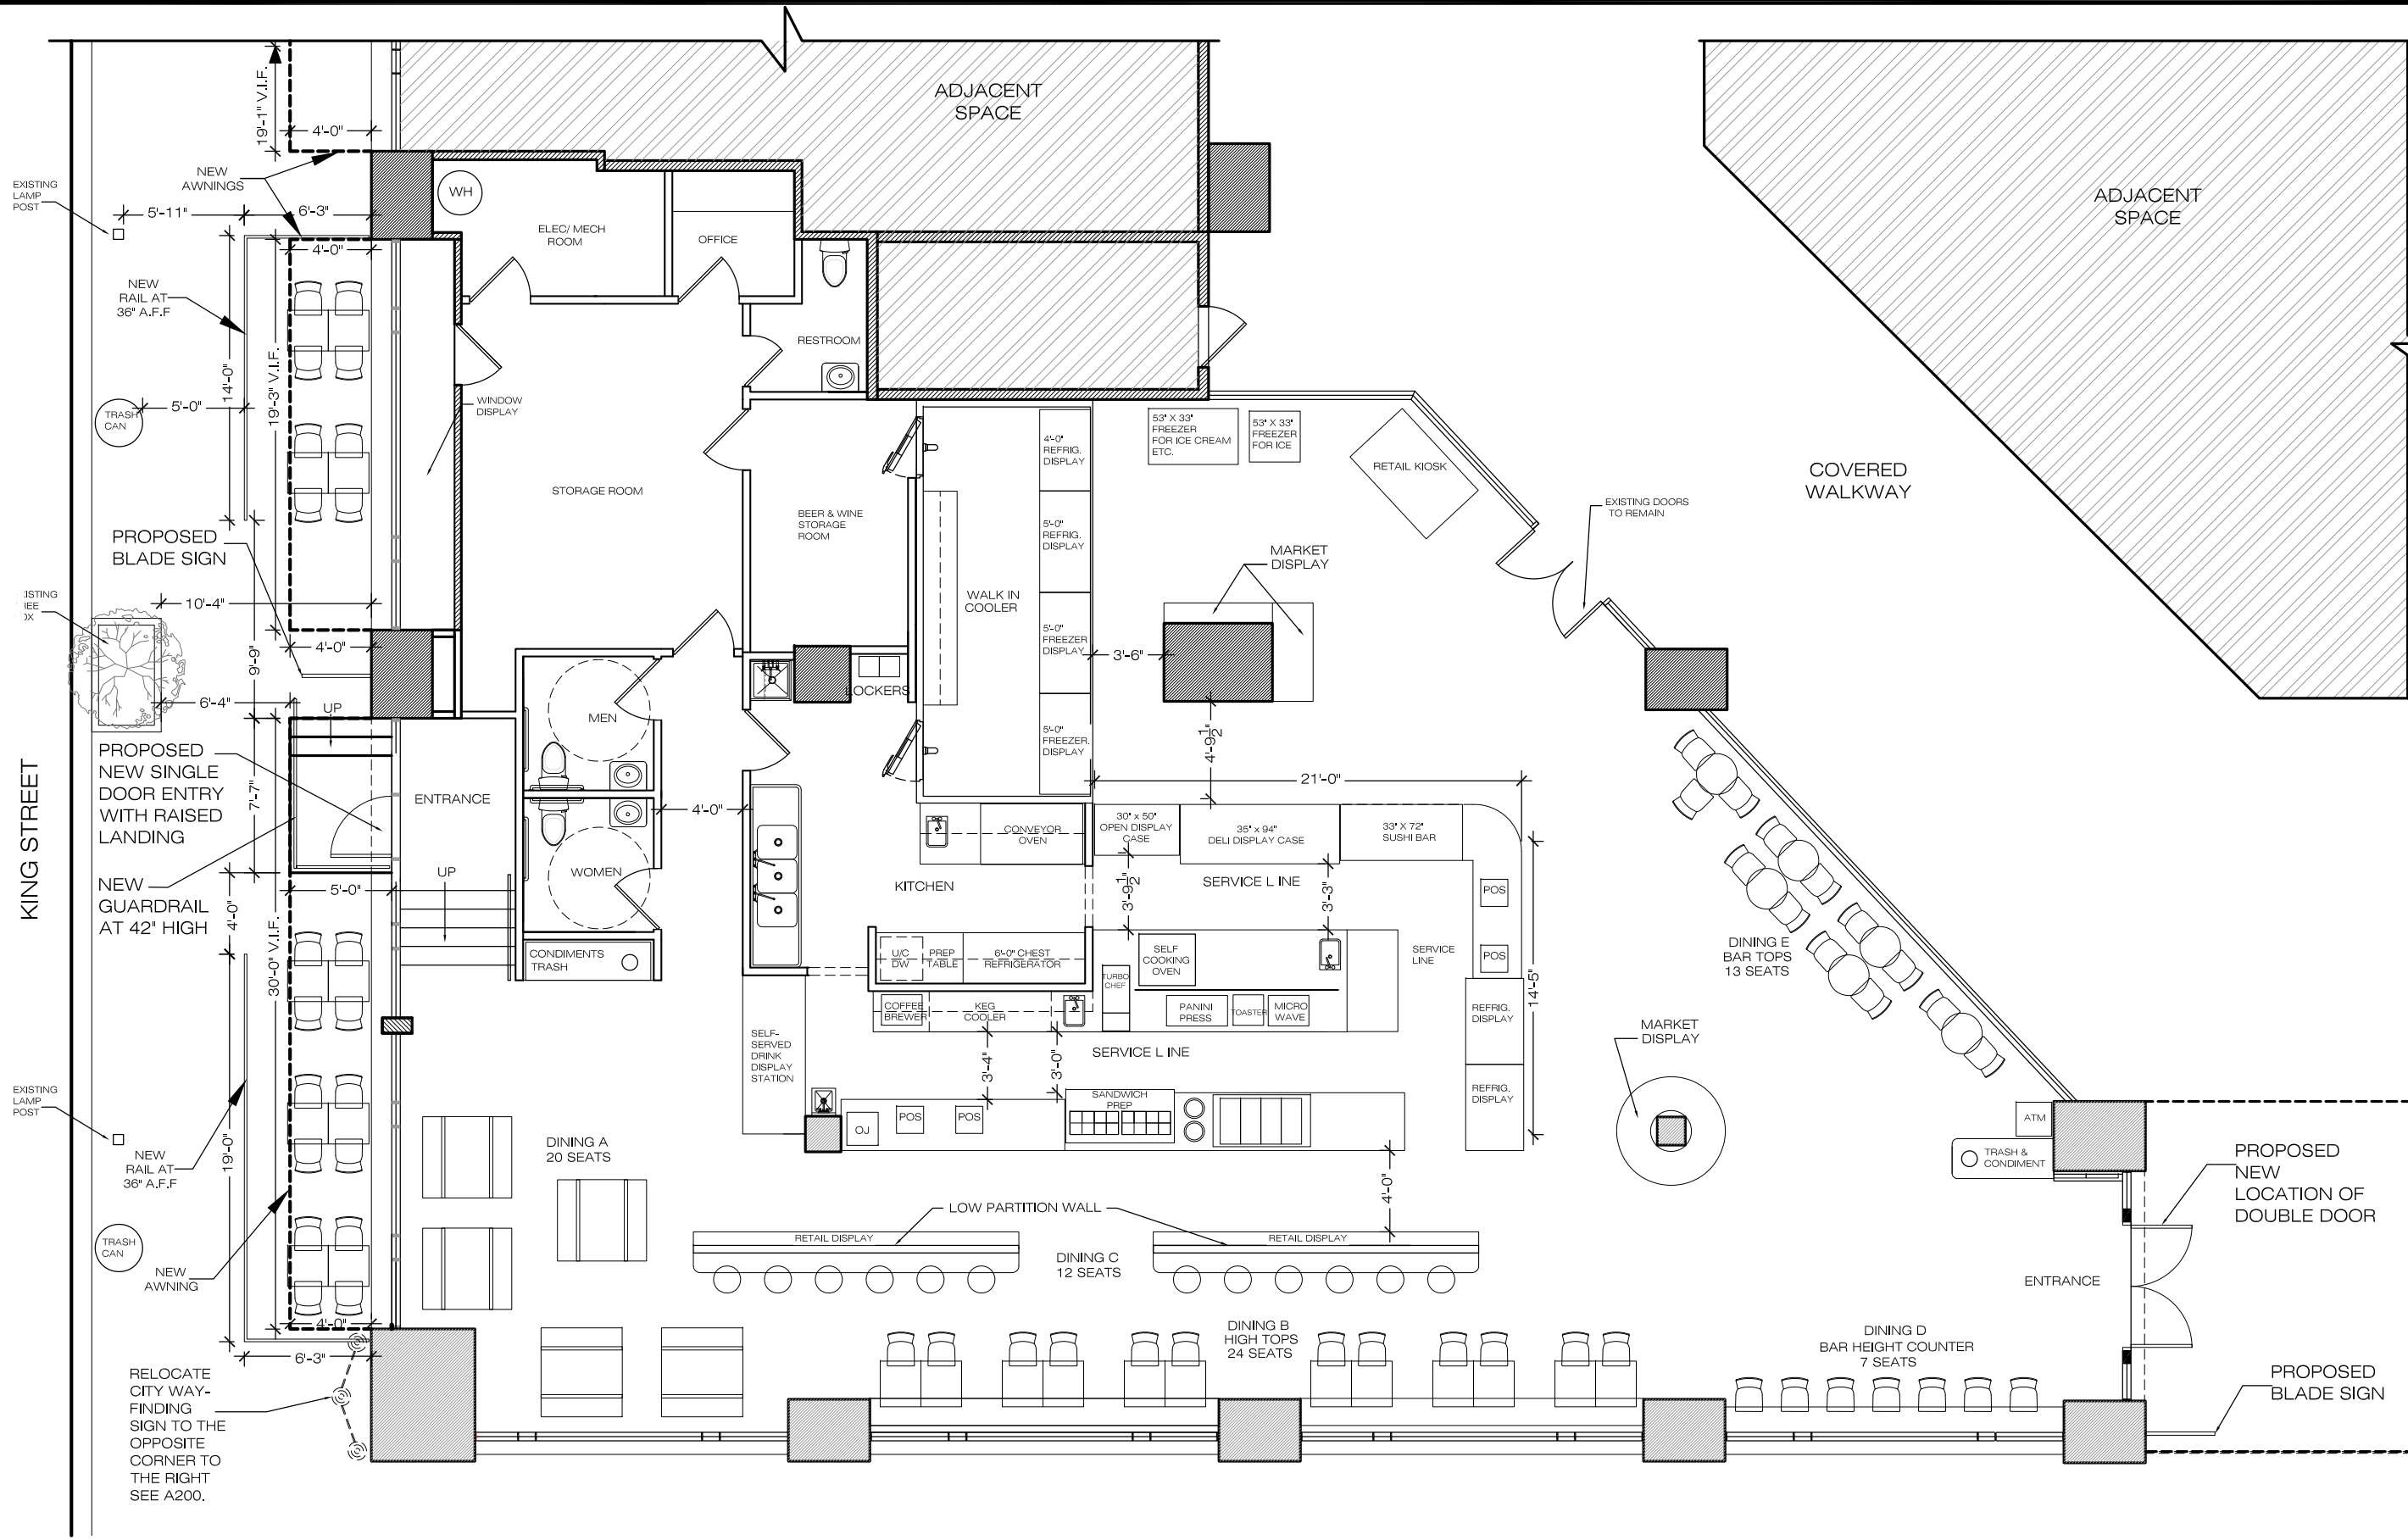 ADJACENT
SPACE
ADJACENT
SPACE
19'-1" V.I.F.
4'-0"
NEW
AWNINGS
EXISTING
LAMP
POST
5'-11"
6'-3"
4'-0"
WH
ELEC/ MECH
ROOM
OFFICE
NEW
RAIL AT
36" A.F.F
14'-0"
19'-3" V.I.F.
RESTROOM
TRASH
CAN
5'-0"
WINDOW
DISPLAY
53" X 33"
FREEZER
FOR ICE CREAM
ETC.
53" X 33"
FREEZER
FOR ICE
RETAIL KIOSK
COVERED
WALKWAY
4'-0"
REFRIG.
DISPLAY
STORAGE ROOM
BEER & WINE
STORAGE
ROOM
EXISTING DOORS
TO REMAIN
PROPOSED
BLADE SIGN
5'-0"
REFRIG.
DISPLAY
MARKET
DISPLAY
WALK IN
COOLER
10'-4"
5'-0"
FREEZER
DISPLAY
3'-6"
4'-0"
9'-9"
LOCKERS
6'-4"
UP
MEN
5'-0"
FREEZER.
DISPLAY
4'-9 1/2"
KING STREET
PROPOSED
NEW SINGLE
DOOR ENTRY
WITH RAISED
LANDING
7'-7"
ENTRANCE
21'-0"
4'-0"
CONVEYOR
OVEN
30" x 50"
OPEN DISPLAY
CASE
35" x 94"
DELI DISPLAY CASE
33" X 72"
SUSHI BAR
NEW
GUARDRAIL
AT 42" HIGH
5'-0"
4'-0"
UP
WOMEN
KITCHEN
3'-9 1/2"
SERVICE L INE
3'-3"
POS
30'-0" V.I.F.
CONDIMENTS
TRASH
U/C
DW
PREP
TABLE
6'-0" CHEST
REFRIGERATOR
SELF
COOKING
OVEN
SERVICE
LINE
POS
DINING E
BAR TOPS
13 SEATS
TURBO
CHEF
14'-5"
COFFEE
BREWER
KEG
COOLER
PANINI
PRESS
TOASTER
MICRO
WAVE
REFRIG.
DISPLAY
MARKET
DISPLAY
SELF-
SERVED
DRINK
DISPLAY
STATION
3'-4"
3'-0"
SERVICE L INE
EXISTING
LAMP
POST
REFRIG.
DISPLAY
SANDWICH
PREP
OJ
POS
POS
ATM
TRASH &
CONDIMENT
NEW
RAIL AT
36" A.F.F
19'-0"
DINING A
20 SEATS
4'-0"
PROPOSED
NEW
LOCATION OF
DOUBLE DOOR
LOW PARTITION WALL
TRASH
CAN
RETAIL DISPLAY
RETAIL DISPLAY
DINING C
12 SEATS
NEW
AWNING
ENTRANCE
4'-0"
6'-3"
DINING B
HIGH TOPS
24 SEATS
DINING D
BAR HEIGHT COUNTER
7 SEATS
RELOCATE
CITY WAY-
FINDING
SIGN TO THE
OPPOSITE
CORNER TO
THE RIGHT
SEE A200.
PROPOSED
BLADE SIGN